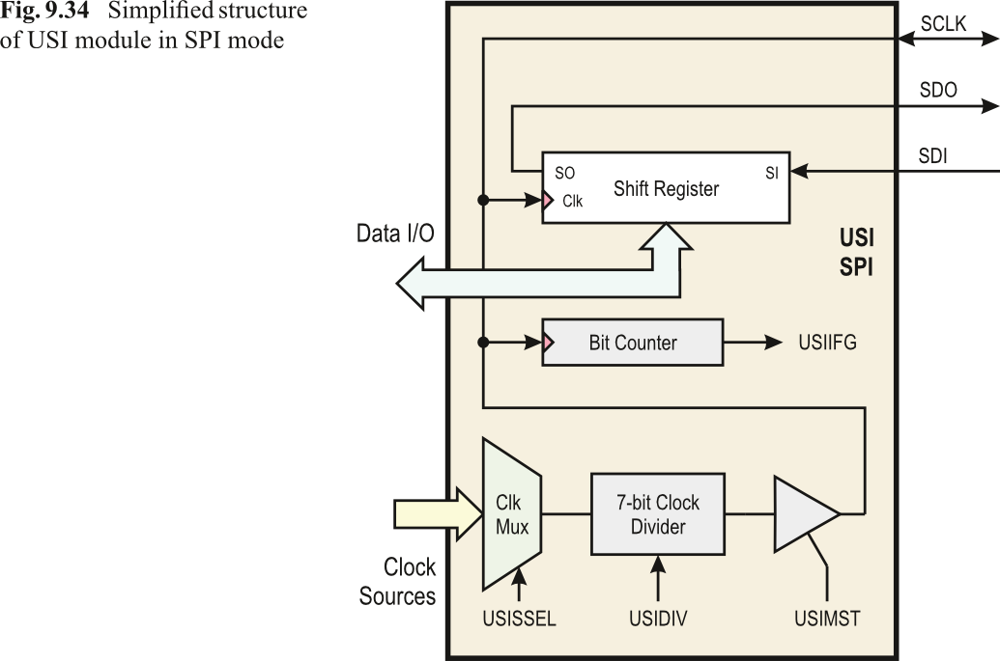 Fig. 9.34 Simplified structure
of USI module in SPI mode
SCLK
SDO
SDI
SO
Shift Register
SI
Clk
Data I/O
USI
SPI
Bit Counter
USIIFG
Clk
Mux
7-bit Clock
Divider
Clock
Sources
USISSEL
USIDIV
USIMST